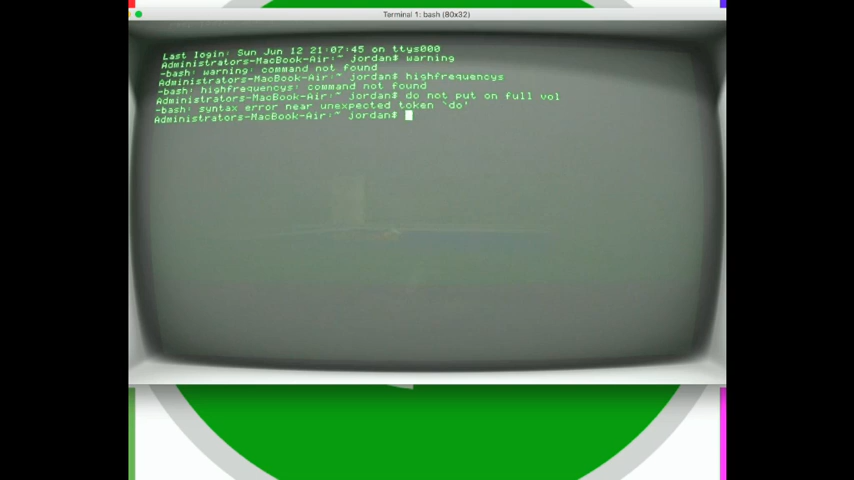 Terminal 1: bash (80x32)
Last login: Sun Jun 12 21:07:45 on ttys000
Administrators-MacBook-Air:~ jordan$ warning
-bash: warning: command not found
Administrators-MacBook-Air:~ jordan$ highfrequencys
-bash: highfrequencys: command not found
Administrators-MacBook-Air:~ jordan$ do not put on full vol
-bash: syntax error near unexpected token `do'
Administrators-MacBook-Air:~ jordan$